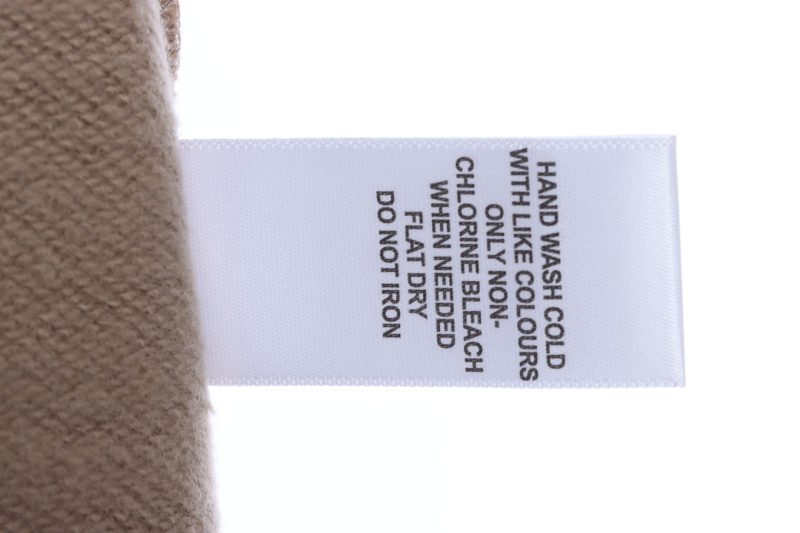 HAND WASH COLD
WITH LIKE COLOURS
ONLY NON-
CHLORINE BLEACH
WHEN NEEDED
FLAT DRY
DO NOT IRON